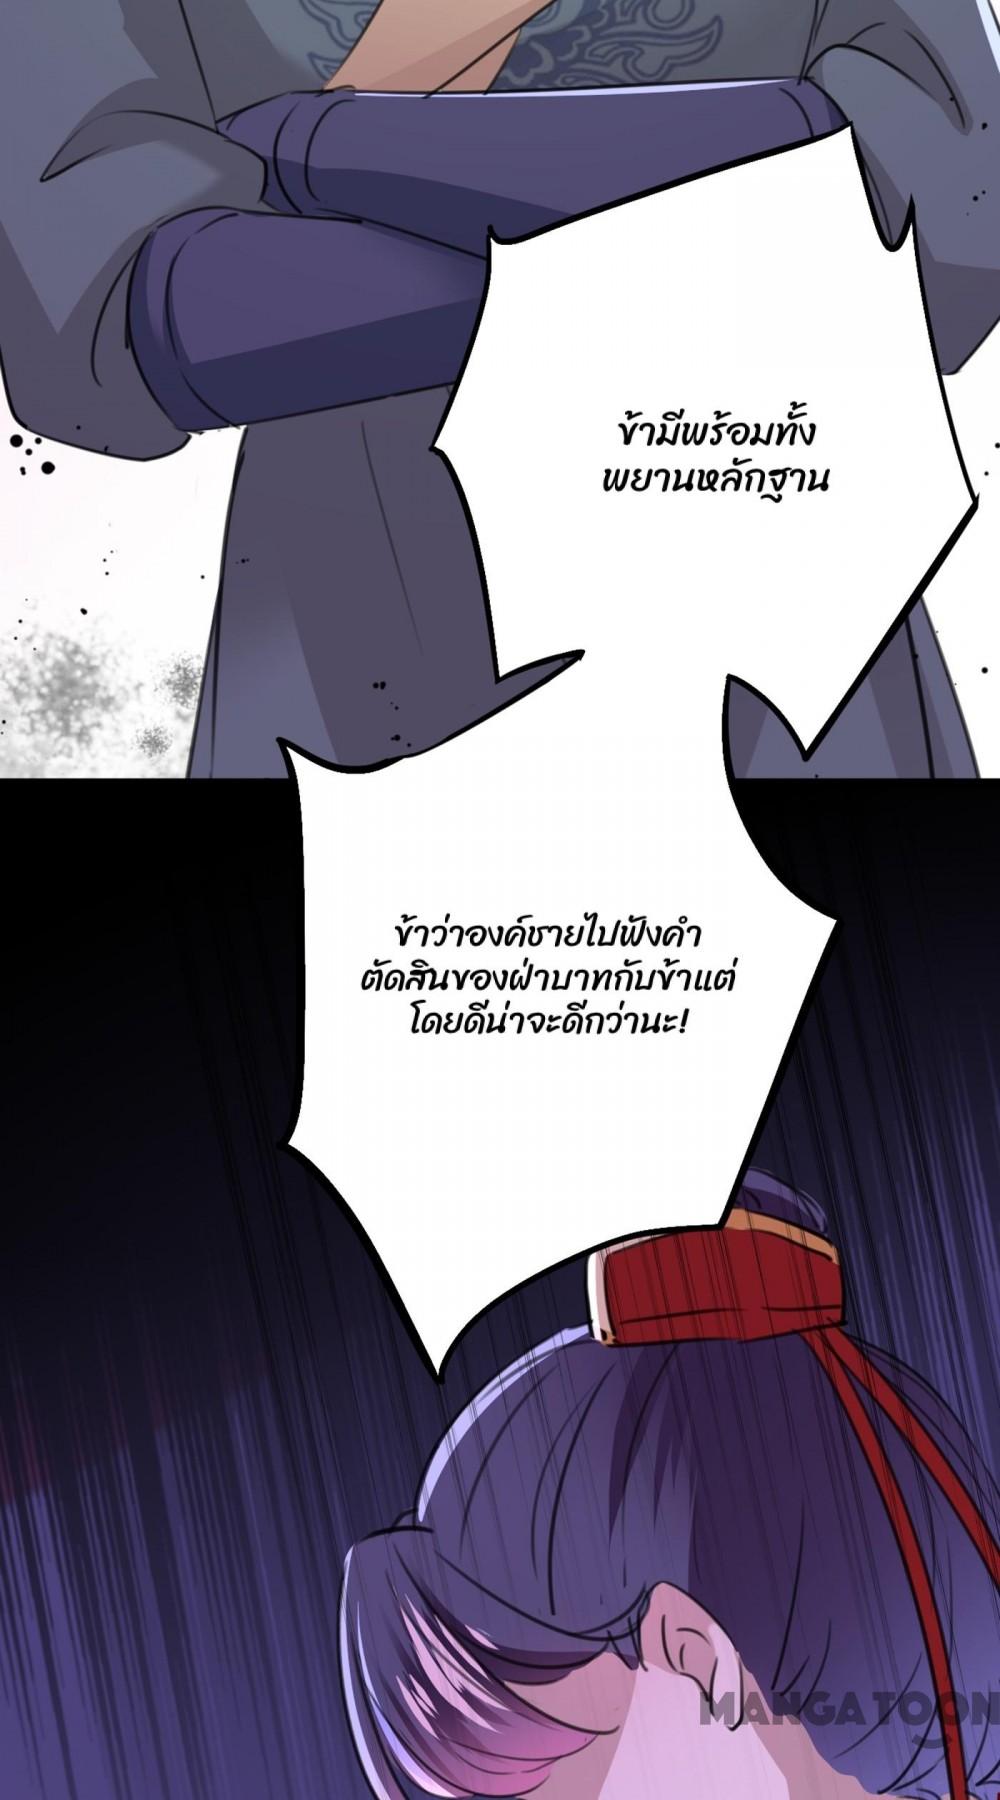 ข้ามีพร้อมทั้ง
พยานหลักฐาน
ข้าว่าองค์ชายไปฟังคำ
ตัดสินของฝ่าบาทกับข้าแต่
โดยดีน่าจะดีกว่านะ!
MANGATOON